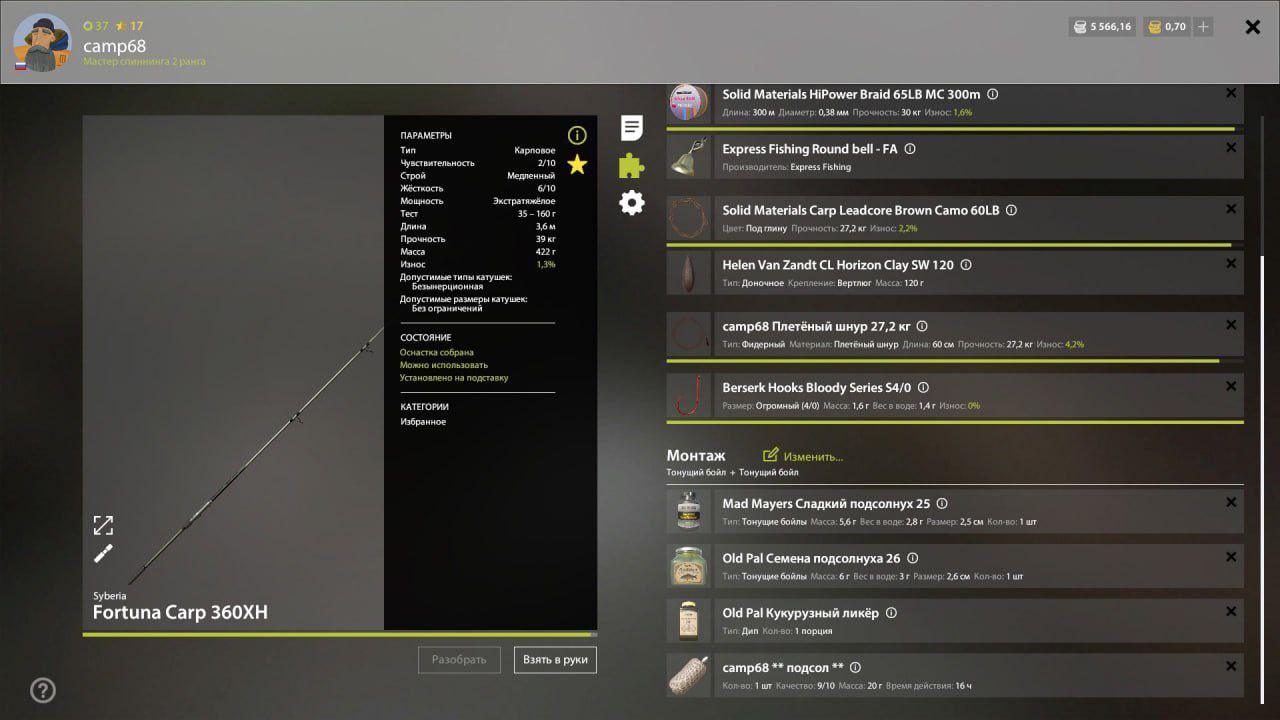 37 17
camp68
Мастер спиннинга 2 ранга
5 566,16
0,70
ПАРАМЕТРЫ
Тип Карповое
Чувствительность 2/10
Строй Медленный
Жёсткость 6/10
Мощность Экстратяжёлое
Тест 35 – 160 г
Длина 3,6 м
Прочность 39 кг
Масса 422 г
Износ 1,3%
Допустимые типы катушек:
Безынерционная
Допустимые размеры катушек:
Без ограничений
СОСТОЯНИЕ
Оснастка собрана
Можно использовать
Установлено на подставку
КАТЕГОРИИ
Избранное
Syberia
Fortuna Carp 360XH
Разобрать
Взять в руки
Solid Materials HiPower Braid 65LB MC 300m
Длина: 300 м Диаметр: 0,38 мм Прочность: 30 кг Износ: 1,6%
Express Fishing Round bell - FA
Производитель: Express Fishing
Solid Materials Carp Leadcore Brown Camo 60LB
Цвет: Под глину Прочность: 27,2 кг Износ: 2,2%
Helen Van Zandt CL Horizon Clay SW 120
Тип: Доночное Крепление: Вертлюг Масса: 120 г
camp68 Плетёный шнур 27,2 кг
Тип: Фидерный Материал: Плетёный шнур Длина: 60 см Прочность: 27,2 кг Износ: 4,2%
Berserk Hooks Bloody Series S4/0
Размер: Огромный (4/0) Масса: 1,6 г Вес в воде: 1,4 г Износ: 0%
Монтаж Изменить...
Тонущий бойл + Тонущий бойл
Mad Mayers Сладкий подсолнух 25
Тип: Тонущие бойлы Масса: 5,6 г Вес в воде: 2,8 г Размер: 2,5 см Кол-во: 1 шт
Old Pal Семена подсолнуха 26
Тип: Тонущие бойлы Масса: 6 г Вес в воде: 3 г Размер: 2,6 см Кол-во: 1 шт
Old Pal Кукурузный ликёр
Тип: Дип Кол-во: 1 порция
camp68 ** подсол **
Кол-во: 1 шт Качество: 9/10 Масса: 20 г Время действия: 16 ч